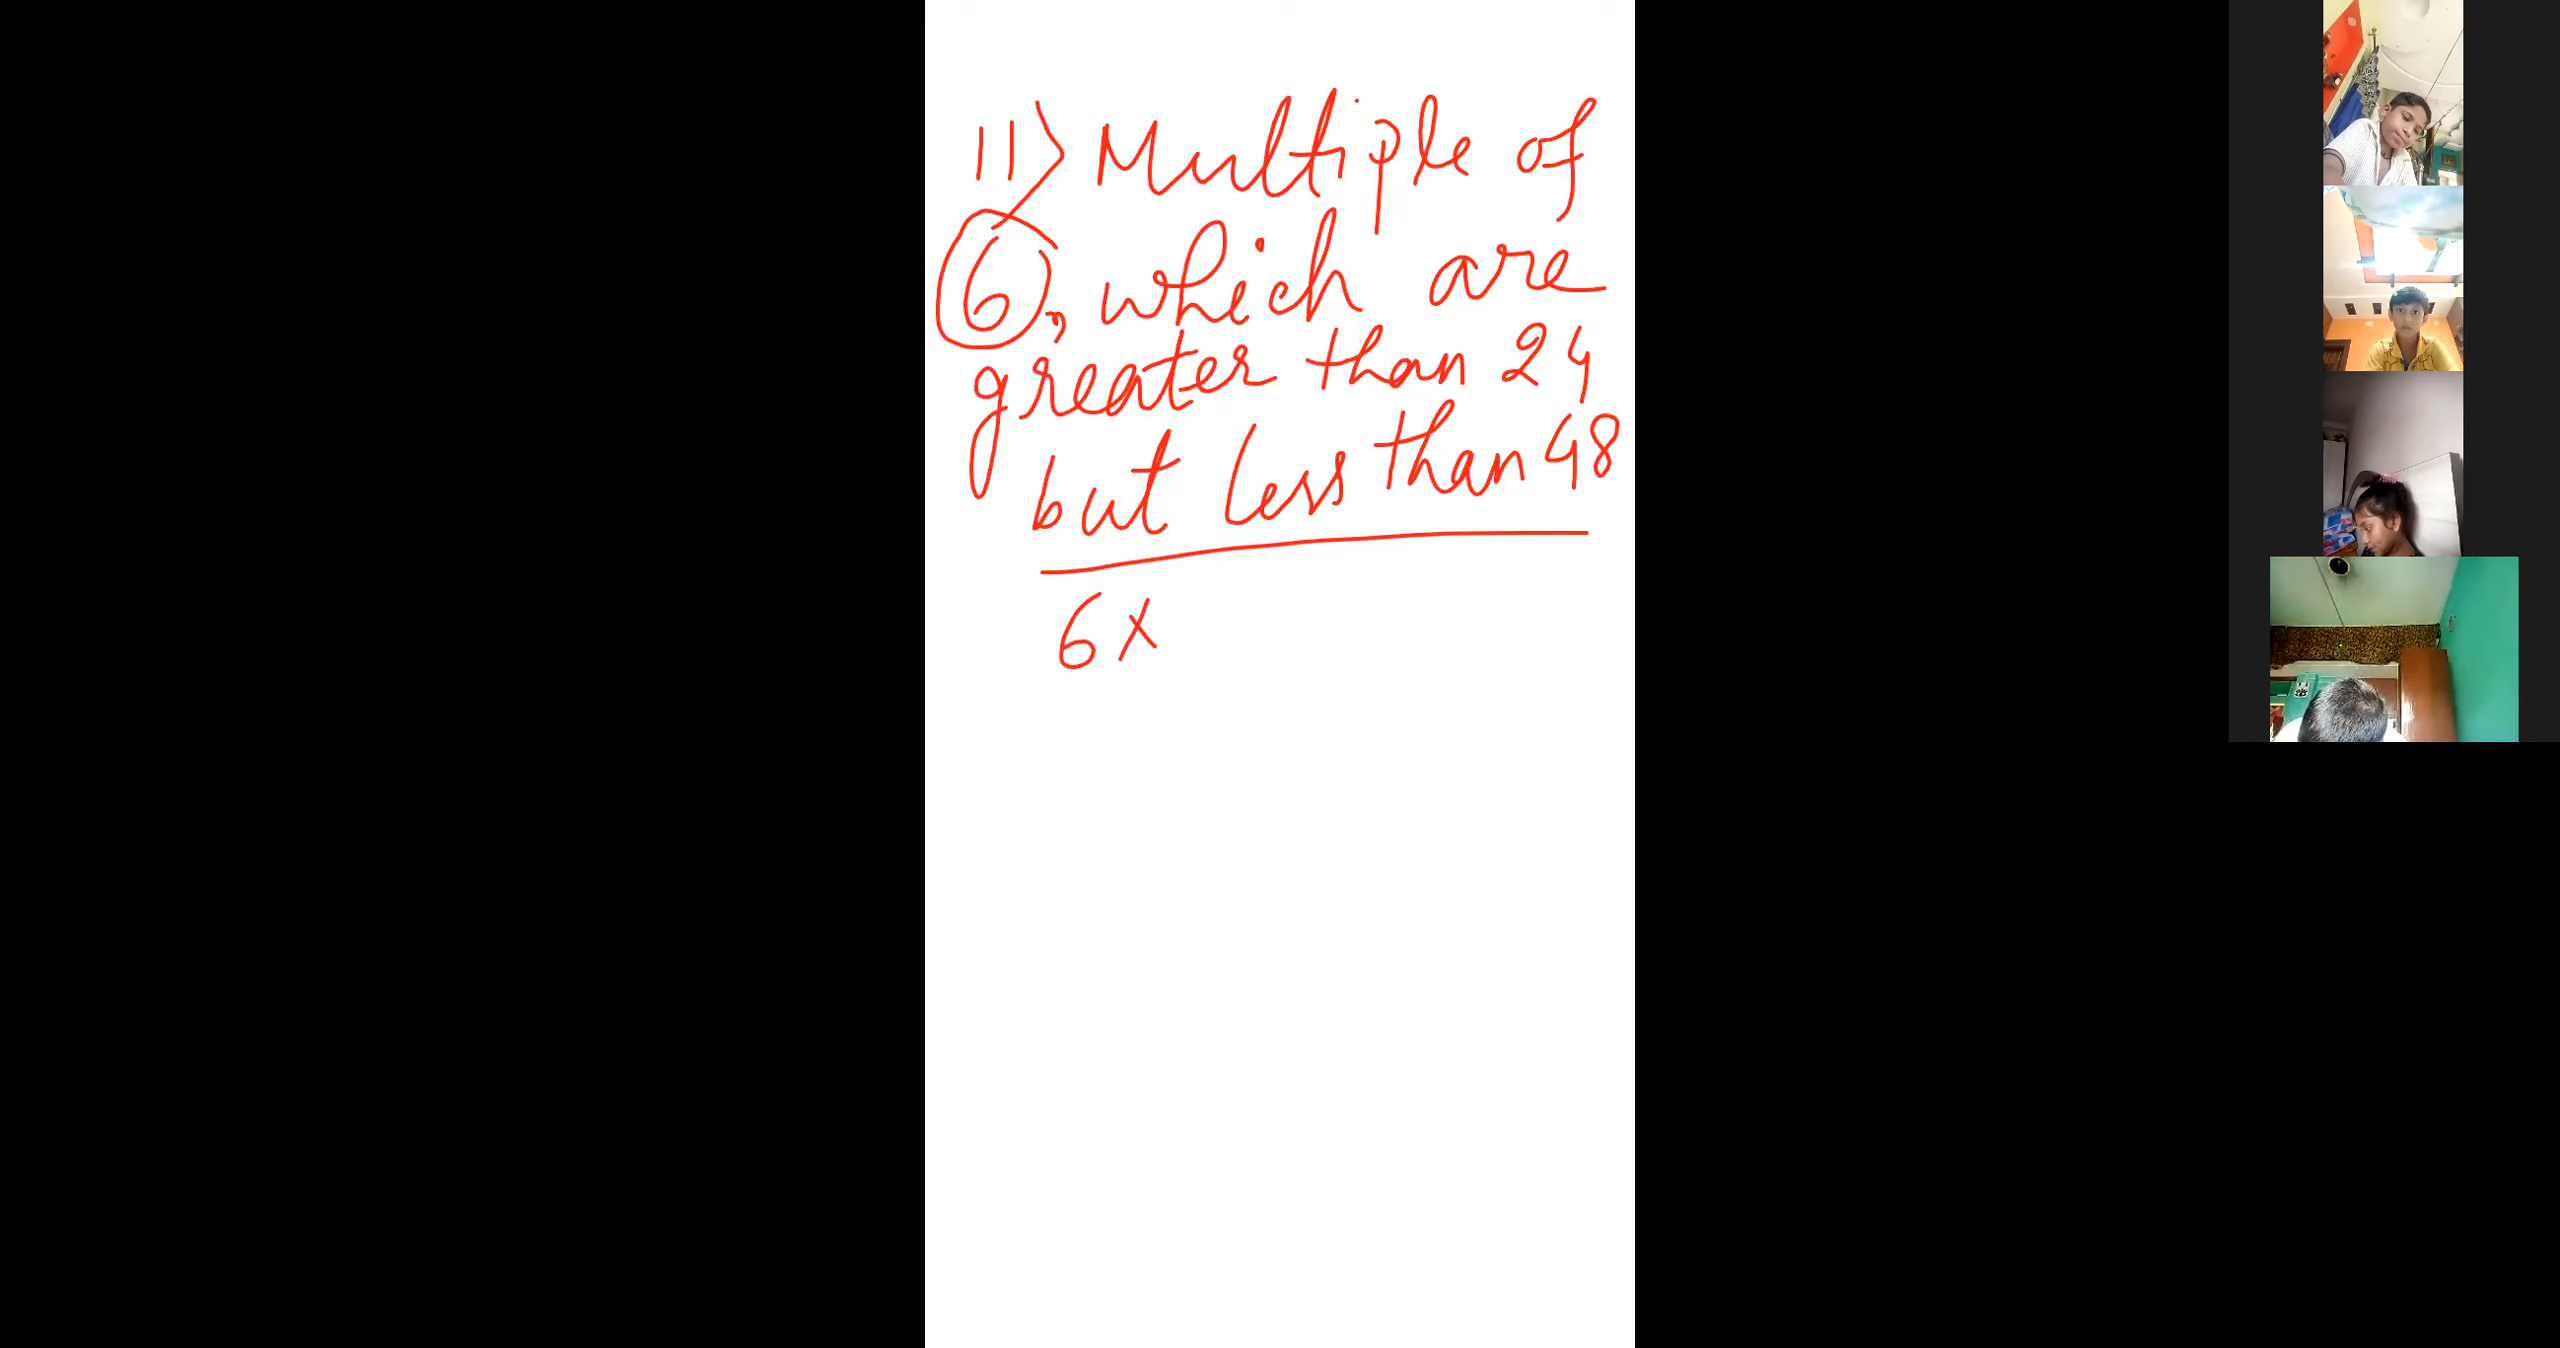 11) Multiple of
6, which are
greater than 24
but less than 48
6 x